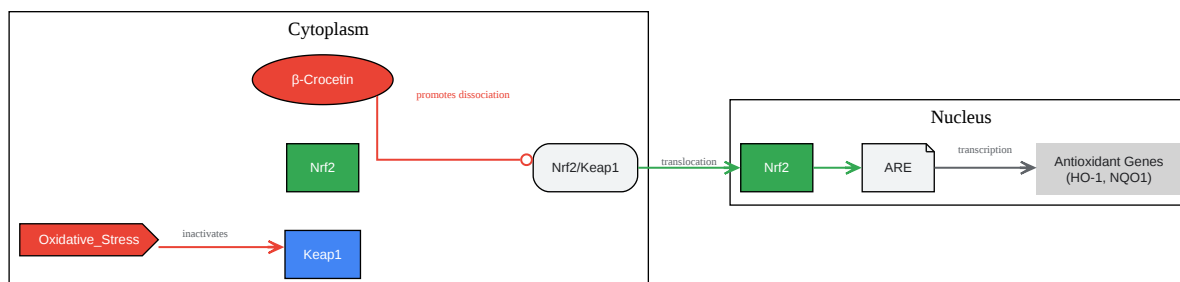 Cytoplasm
β-Crocetin
promotes dissociation
Nrf2
Nrf2/Keap1
Oxidative_Stress
inactivates
Keap1
translocation
Nucleus
Nrf2
ARE
transcription
Antioxidant Genes
(HO-1, NQO1)